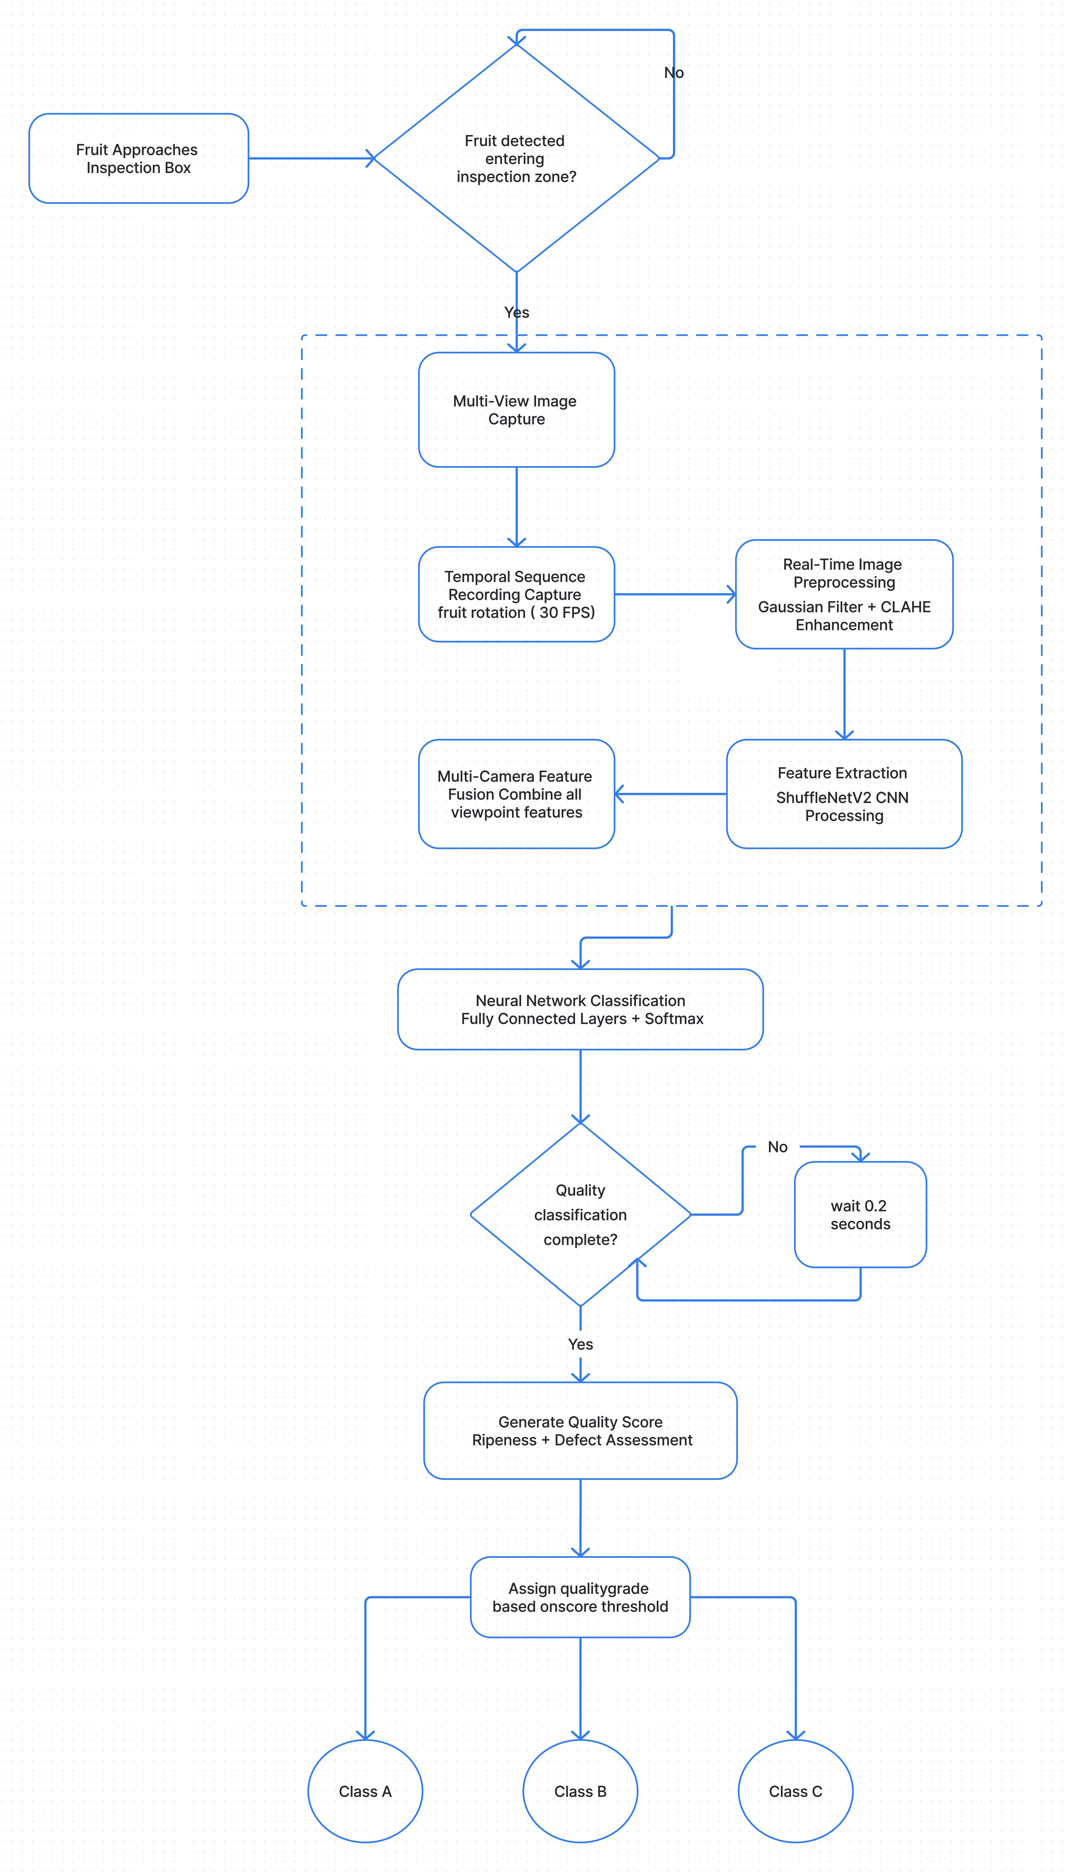 No
Fruit Approaches
Inspection Box
Fruit detected
entering
inspection zone?
Yes
Multi-View Image
Capture
Temporal Sequence
Recording Capture
fruit rotation ( 30 FPS)
Real-Time Image
Preprocessing
Gaussian Filter + CLAHE
Enhancement
Feature Extraction
ShuffleNetV2 CNN
Processing
Multi-Camera Feature
Fusion Combine all
viewpoint features
Neural Network Classification
Fully Connected Layers + Softmax
Quality
classification
complete?
No
wait 0.2
seconds
Yes
Generate Quality Score
Ripeness + Defect Assessment
Assign qualitygrade
based onscore threshold
Class A
Class B
Class C